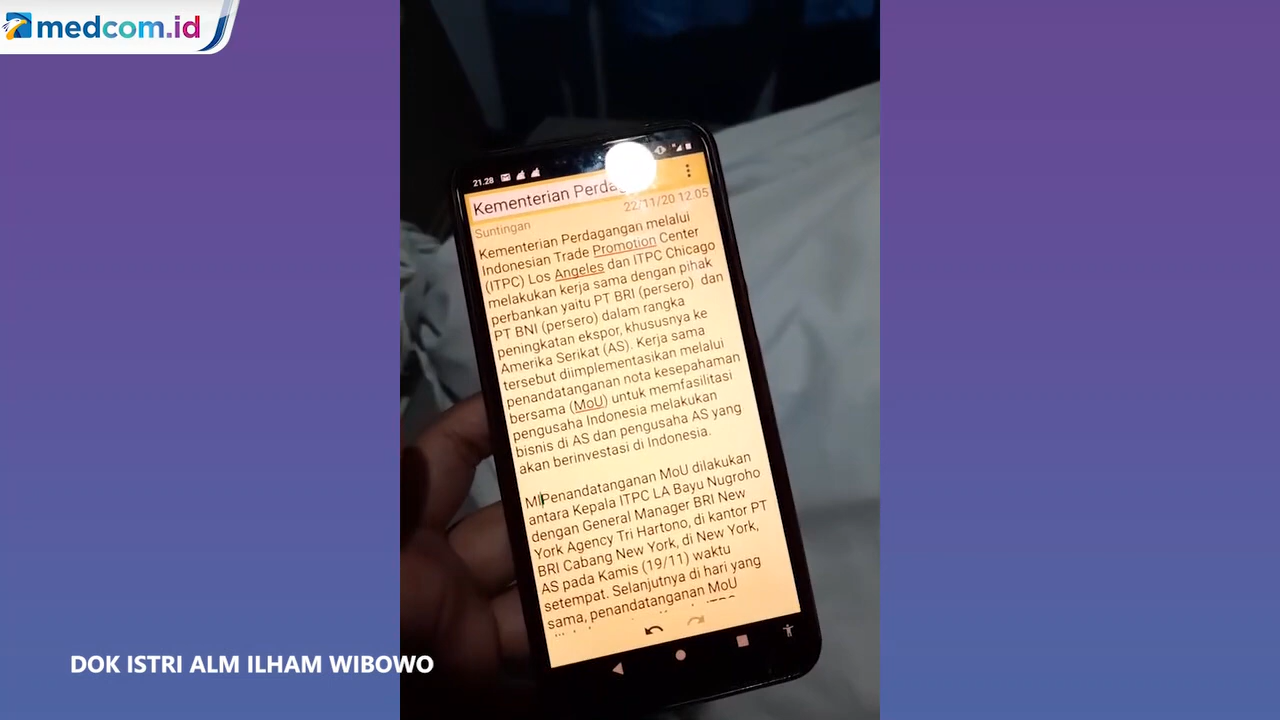 medcom.id
21.28
Kementerian Perdag
22/11/20 12.05
Suntingan
Kementerian Perdagangan melalui
Indonesian Trade Promotion Center
(ITPC) Los Angeles dan ITPC Chicago
melakukan kerja sama dengan pihak
perbankan yaitu PT BRI (persero) dan
PT BNI (persero) dalam rangka
peningkatan ekspor, khususnya ke
Amerika Serikat (AS). Kerja sama
tersebut diimplementasikan melalui
penandatanganan nota kesepahaman
bersama (MoU) untuk memfasilitasi
pengusaha Indonesia melakukan
bisnis di AS dan pengusaha AS yang
akan berinvestasi di Indonesia.
MIPenandatanganan MoU dilakukan
antara Kepala ITPC LA Bayu Nugroho
dengan General Manager BRI New
York Agency Tri Hartono, di kantor PT
BRI Cabang New York, di New York,
AS pada Kamis (19/11) waktu
setempat. Selanjutnya di hari yang
sama, penandatanganan MoU
DOK ISTRI ALM ILHAM WIBOWO